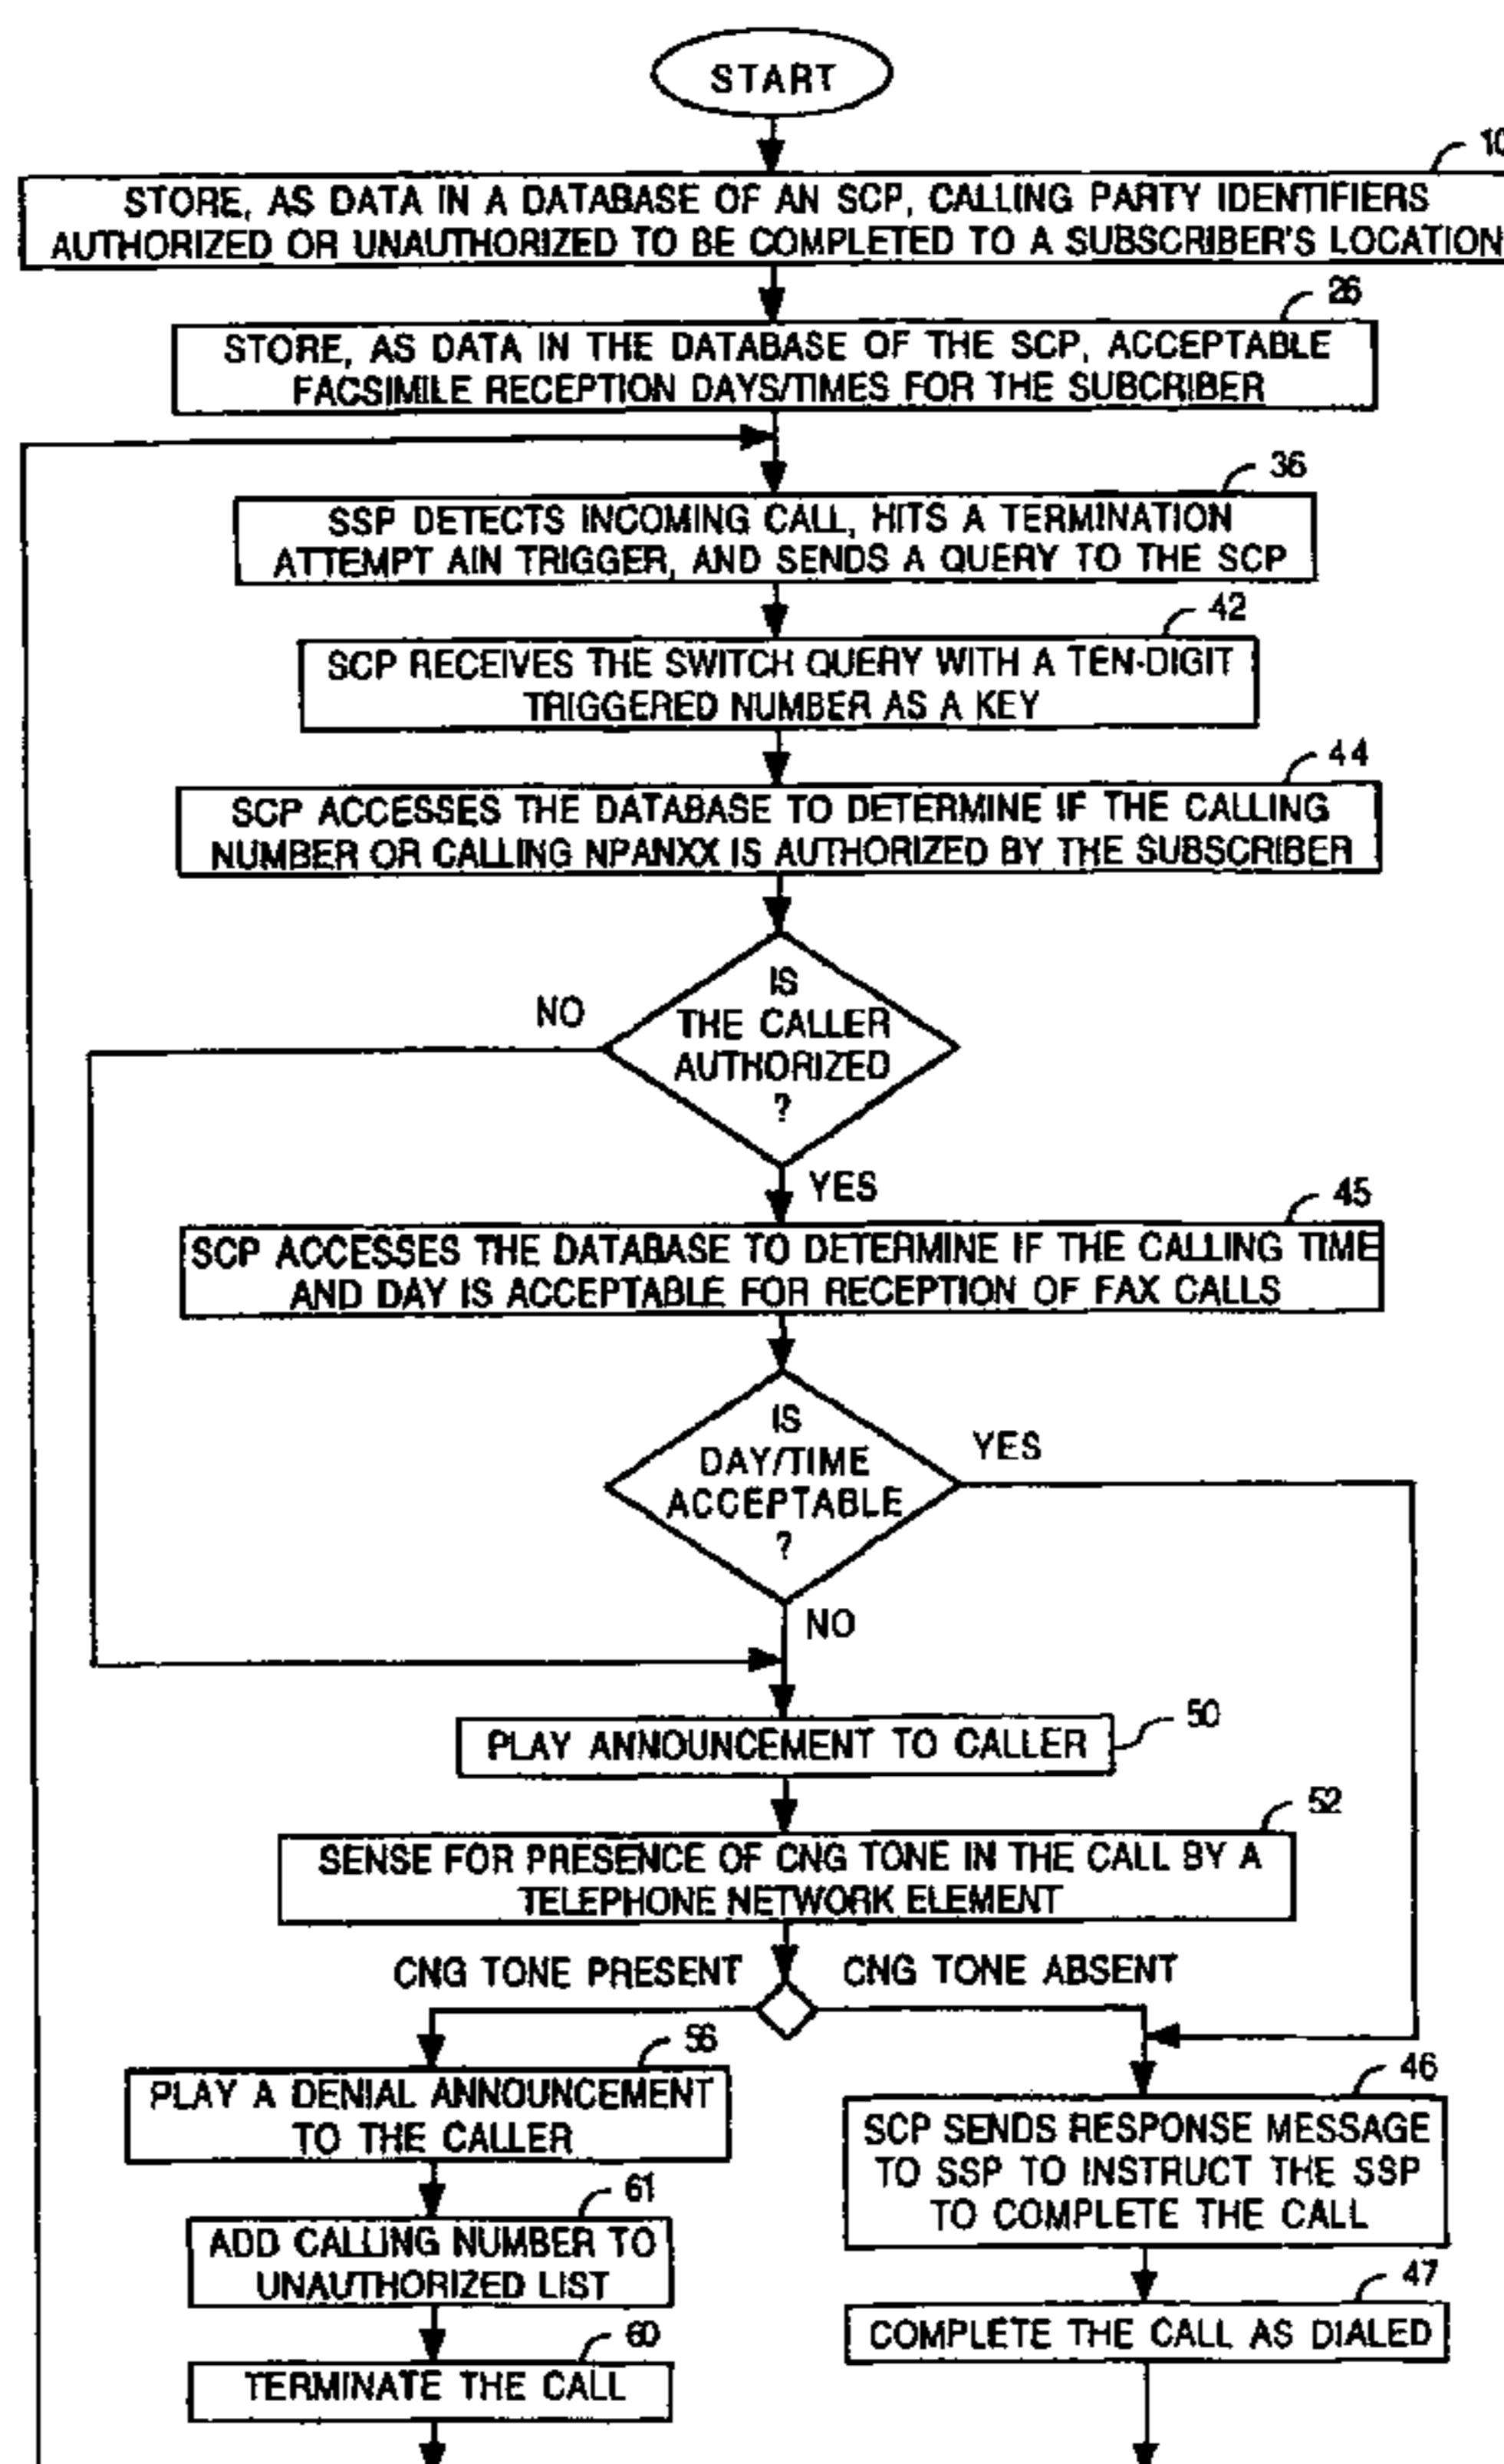 START
10
STORE, AS DATA IN A DATABASE OF AN SCP, CALLING PARTY IDENTIFIERS
AUTHORIZED OR UNAUTHORIZED TO BE COMPLETED TO A SUBSCRIBER'S LOCATION
26
STORE, AS DATA IN THE DATABASE OF THE SCP, ACCEPTABLE
FACSIMILE RECEPTION DAYS/TIMES FOR THE SUBCRIBER
36
SSP DETECTS INCOMING CALL, HITS A TERMINATION
ATTEMPT AIN TRIGGER, AND SENDS A QUERY TO THE SCP
42
SCP RECEIVES THE SWITCH QUERY WITH A TEN-DIGIT
TRIGGERED NUMBER AS A KEY
44
SCP ACCESSES THE DATABASE TO DETERMINE IF THE CALLING
NUMBER OR CALLING NPANXX IS AUTHORIZED BY THE SUBSCRIBER
IS
THE CALLER
AUTHORIZED
?
NO
YES
45
SCP ACCESSES THE DATABASE TO DETERMINE IF THE CALLING TIME
AND DAY IS ACCEPTABLE FOR RECEPTION OF FAX CALLS
IS
DAY/TIME
ACCEPTABLE
?
YES
NO
50
PLAY ANNOUNCEMENT TO CALLER
52
SENSE FOR PRESENCE OF CNG TONE IN THE CALL BY A
TELEPHONE NETWORK ELEMENT
CNG TONE PRESENT
CNG TONE ABSENT
56
PLAY A DENIAL ANNOUNCEMENT
TO THE CALLER
61
ADD CALLING NUMBER TO
UNAUTHORIZED LIST
60
TERMINATE THE CALL
46
SCP SENDS RESPONSE MESSAGE
TO SSP TO INSTRUCT THE SSP
TO COMPLETE THE CALL
47
COMPLETE THE CALL AS DIALED